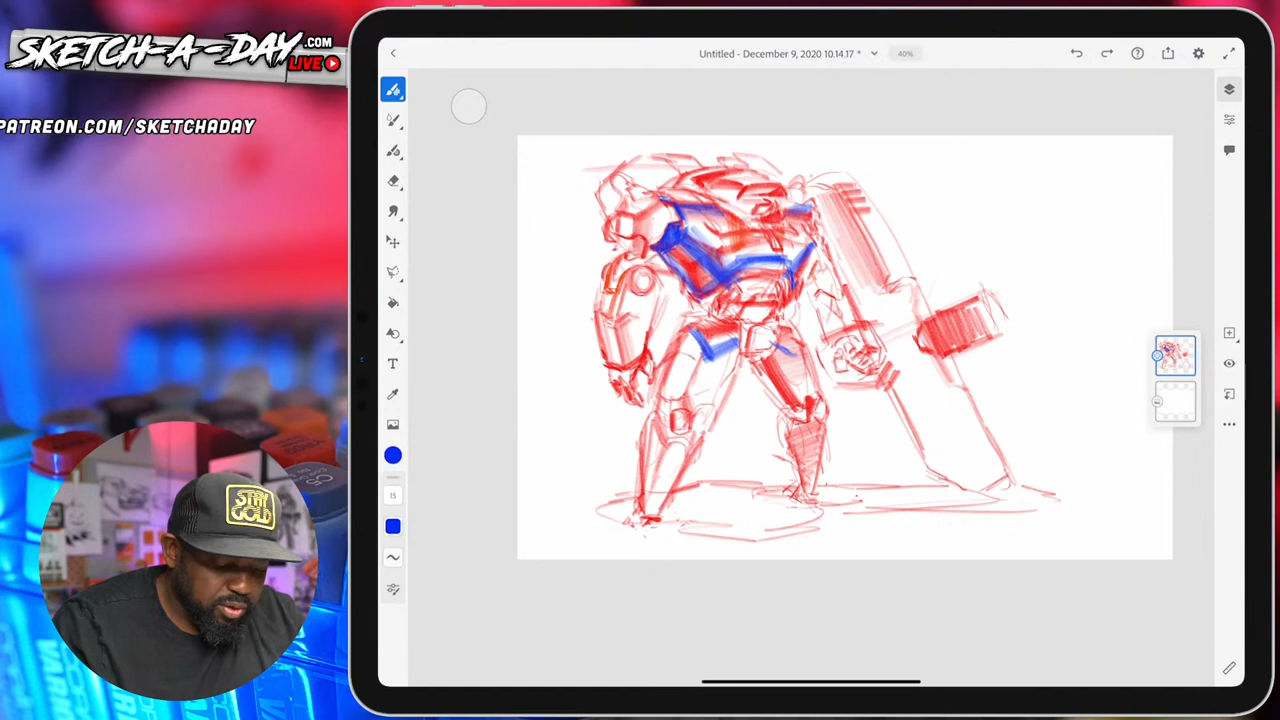 SKETCH-A-DAY.COM
LIVE
PATREON.COM/SKETCHADAY
Untitled - December 9, 2020 10.14.17 *
40%
T
15
STAY
GOLD